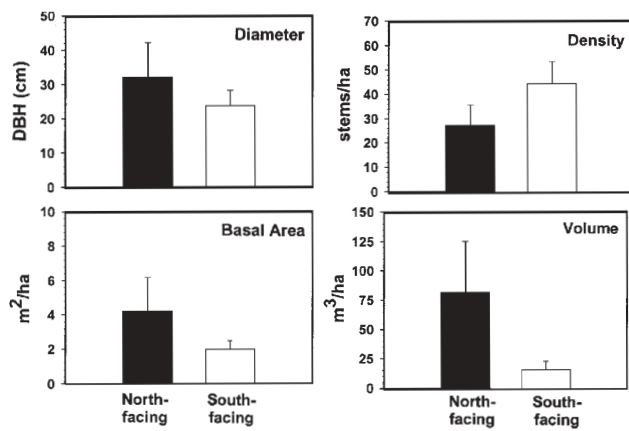 Diameter
DBH (cm)
50
40
30
20
10
0
Density
stems/ha
70
60
50
40
30
20
10
0
Basal Area
m2/ha
10
8
6
4
2
0
North-
facing
South-
facing
Volume
m3/ha
150
125
100
75
50
25
0
North-
facing
South-
facing